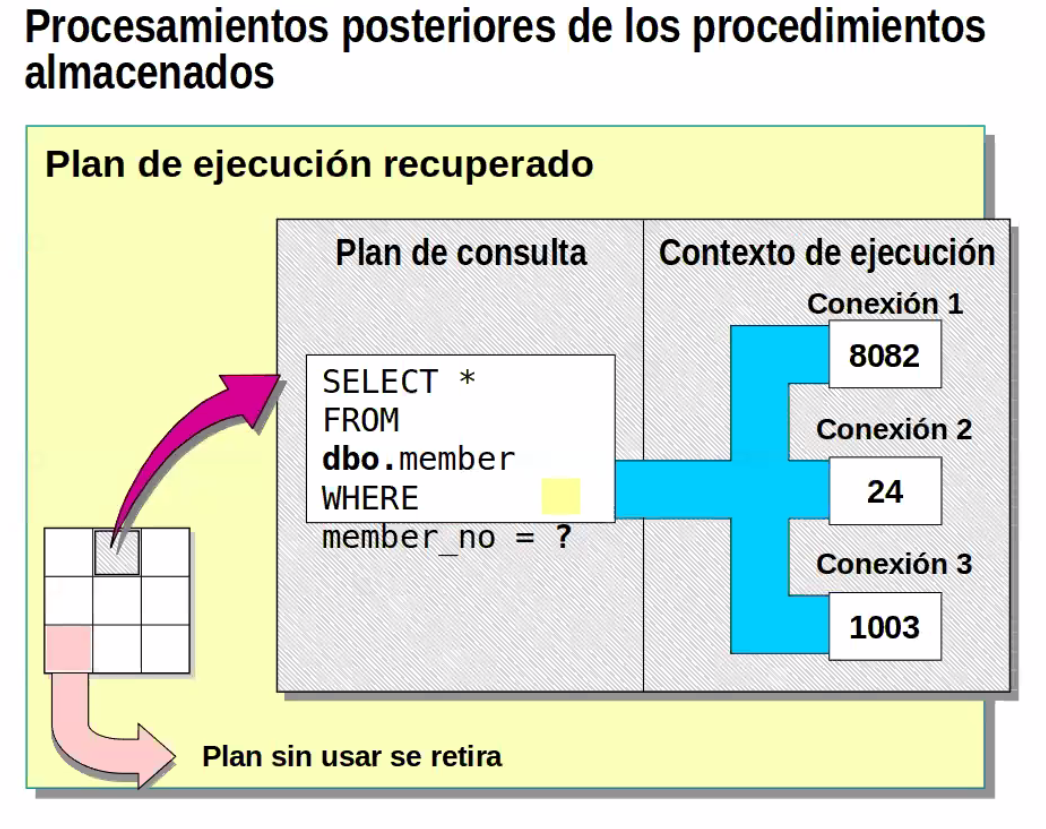 Procesamientos posteriores de los procedimientos
almacenados
Plan de ejecución recuperado
Plan de consulta
Contexto de ejecución
SELECT *
FROM
dbo.member
WHERE
member_no = ?
Conexión 1
8082
Conexión 2
24
Conexión 3
1003
Plan sin usar se retira